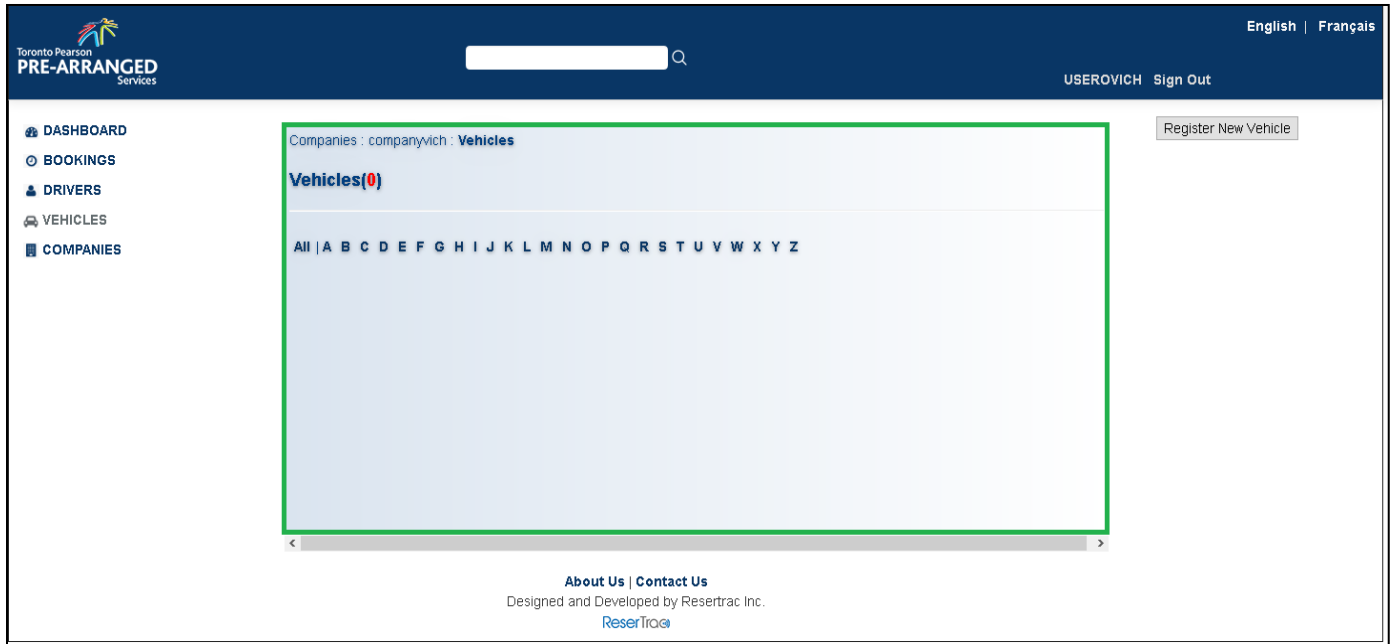 English | Français
Toronto Pearson
PRE-ARRANGED
Services
USEROVICH Sign Out
DASHBOARD
BOOKINGS
DRIVERS
VEHICLES
COMPANIES
Companies : companyvich : Vehicles
Vehicles(0)
All | A B C D E F G H I J K L M N O P Q R S T U V W X Y Z
Register New Vehicle
About Us | Contact Us
Designed and Developed by Resertrac Inc.
ReserTrac